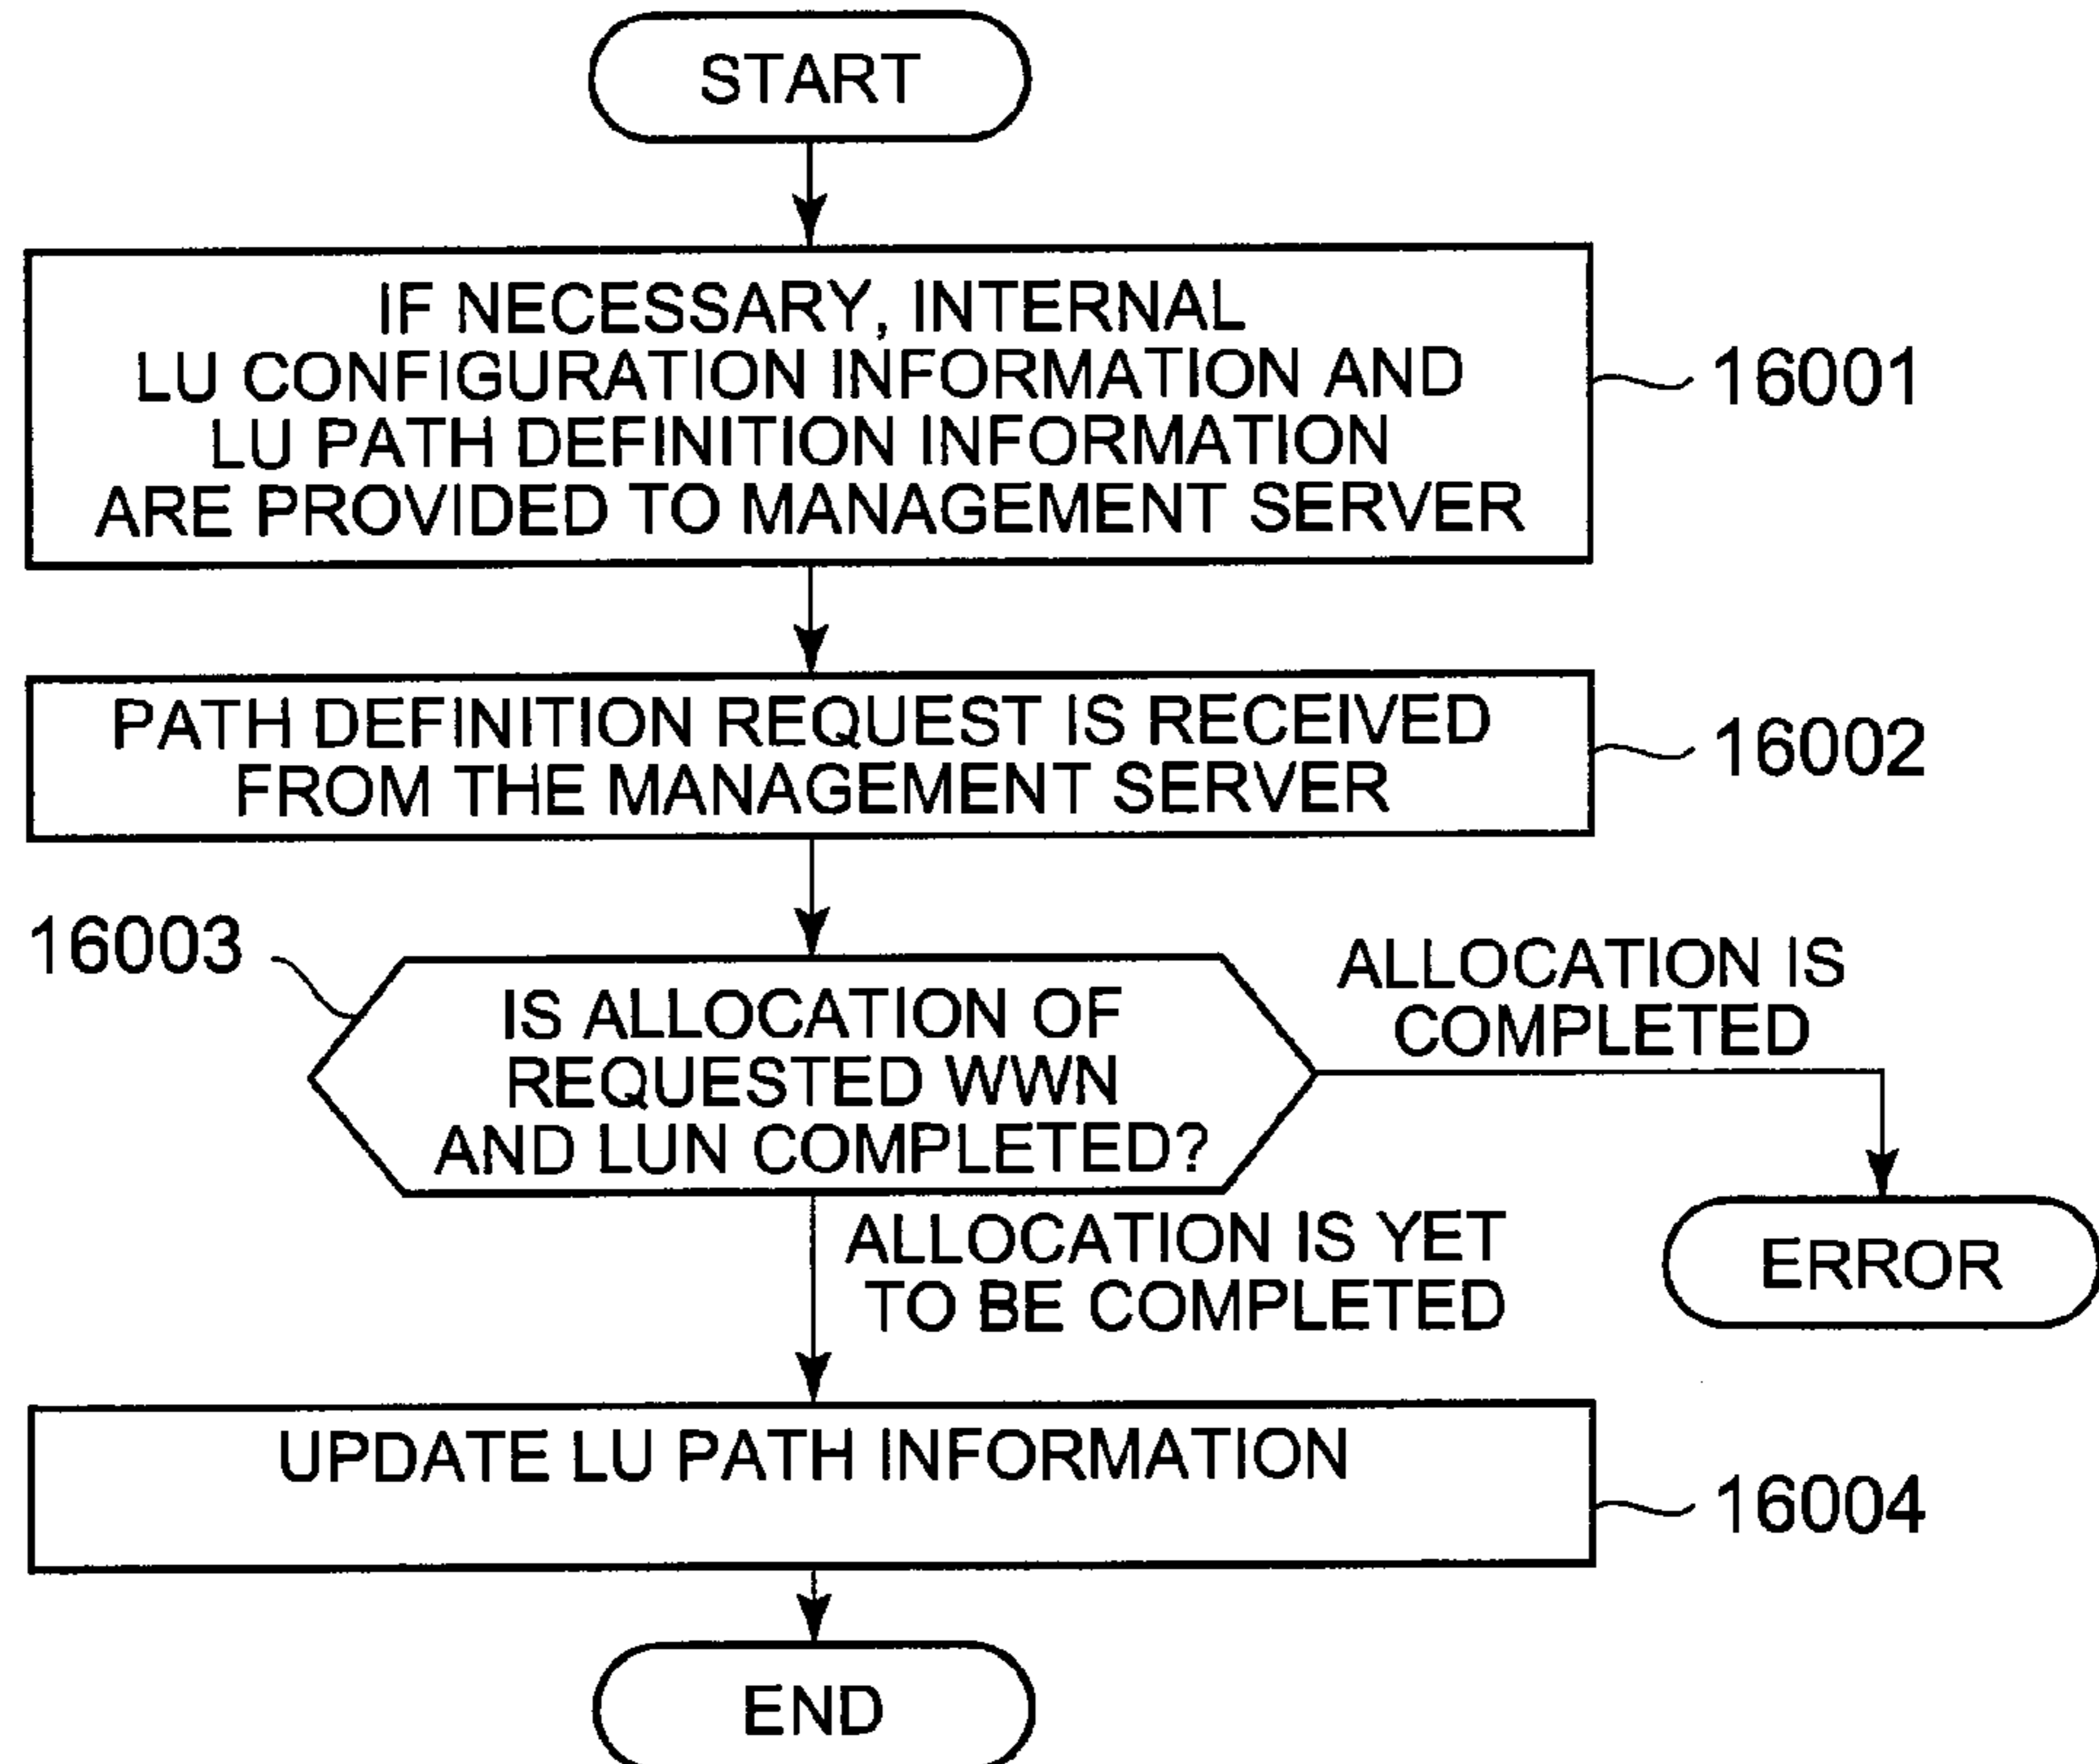 START
IF NECESSARY, INTERNAL
LU CONFIGURATION INFORMATION AND
LU PATH DEFINITION INFORMATION
ARE PROVIDED TO MANAGEMENT SERVER
16001
PATH DEFINITION REQUEST IS RECEIVED
FROM THE MANAGEMENT SERVER
16002
16003
IS ALLOCATION OF
REQUESTED WWN
AND LUN COMPLETED?
ALLOCATION IS
COMPLETED
ERROR
ALLOCATION IS YET
TO BE COMPLETED
UPDATE LU PATH INFORMATION
16004
END